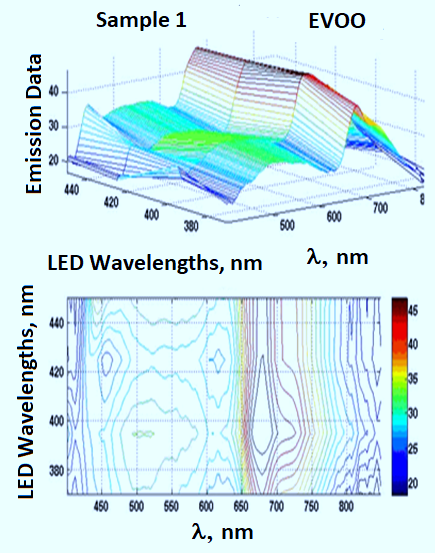 Sample 1 EVOO
Emission Data
40
30
20
440 420 400 380
500 600 700 8
LED Wavelengths, nm λ, nm
LED Wavelengths, nm
440
420
400
380
450 500 550 600 650 700 750 800
45
40
35
30
25
20
λ, nm